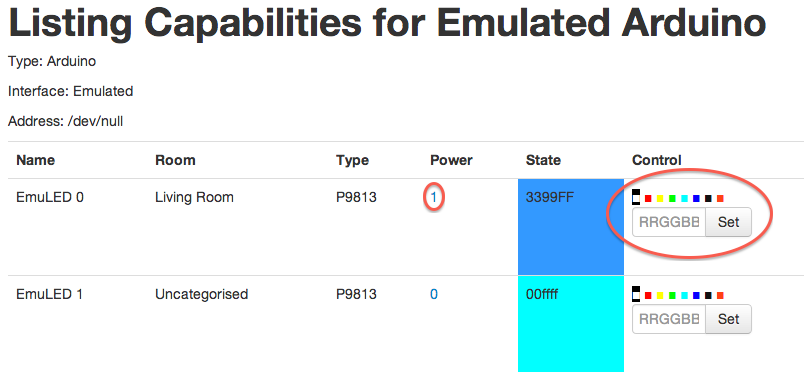 Listing Capabilities for Emulated Arduino
Type: Arduino
Interface: Emulated
Address: /dev/null
Name Room Type Power State Control
EmuLED 0 Living Room P9813 1 3399FF
RRGGBB Set
EmuLED 1 Uncategorised P9813 0 00ffff
RRGGBB Set